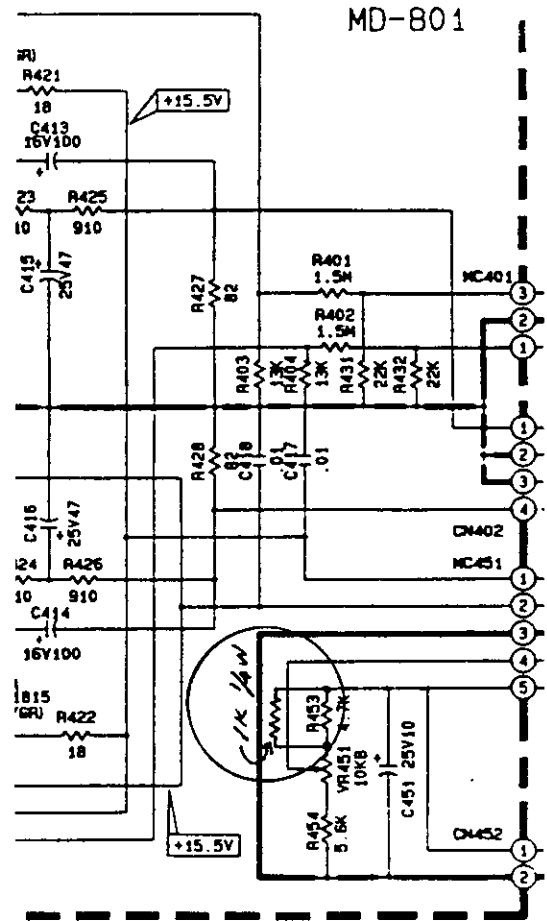 MD-801
R421
18
+15.5V
C413
16V100
+
23
10
R425
910
C415
+
25V47
R427
82
R401
1.5M
MC401
3
R402
1.5M
2
1
R403
13K
R404
13K
R431
22K
R432
22K
1
2
3
4
R428
82
C418
.01
C417
.01
C416
+
25V47
CN402
MC451
1
2
3
4
5
R426
910
10
C414
+
16V100
1K 1/4W
R453
4.7K
VR451
10KB
R454
5.6K
C451
+
25V10
1815
R422
18
+15.5V
CN452
1
2